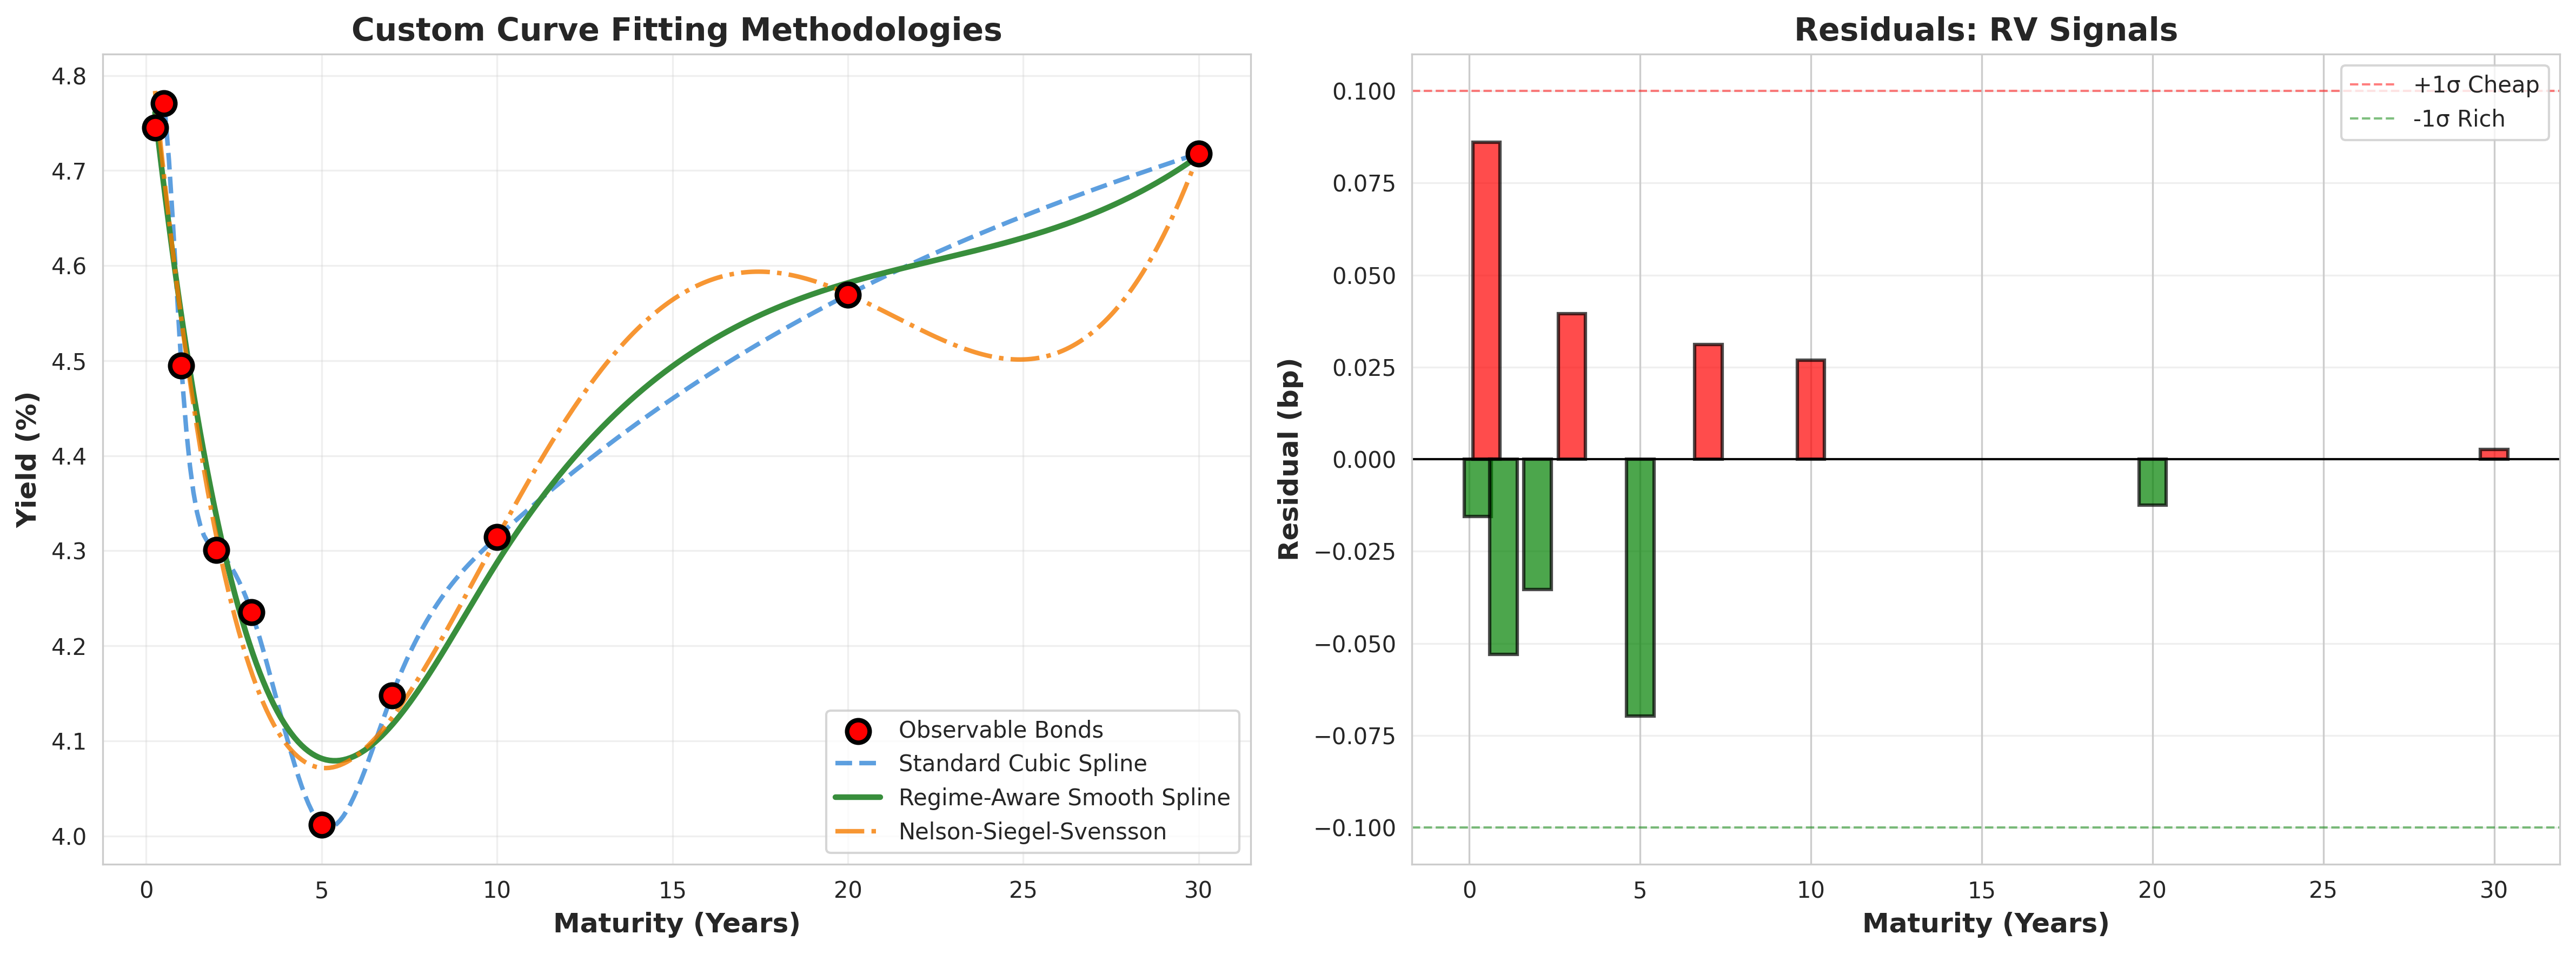 Custom Curve Fitting Methodologies
Yield (%)
4.8
4.7
4.6
4.5
4.4
4.3
4.2
4.1
4.0
0 5 10 15 20 25 30
Maturity (Years)
Observable Bonds
Standard Cubic Spline
Regime-Aware Smooth Spline
Nelson-Siegel-Svensson
Residuals: RV Signals
Residual (bp)
0.100
0.075
0.050
0.025
0.000
−0.025
−0.050
−0.075
−0.100
0 5 10 15 20 25 30
Maturity (Years)
+1σ Cheap
-1σ Rich